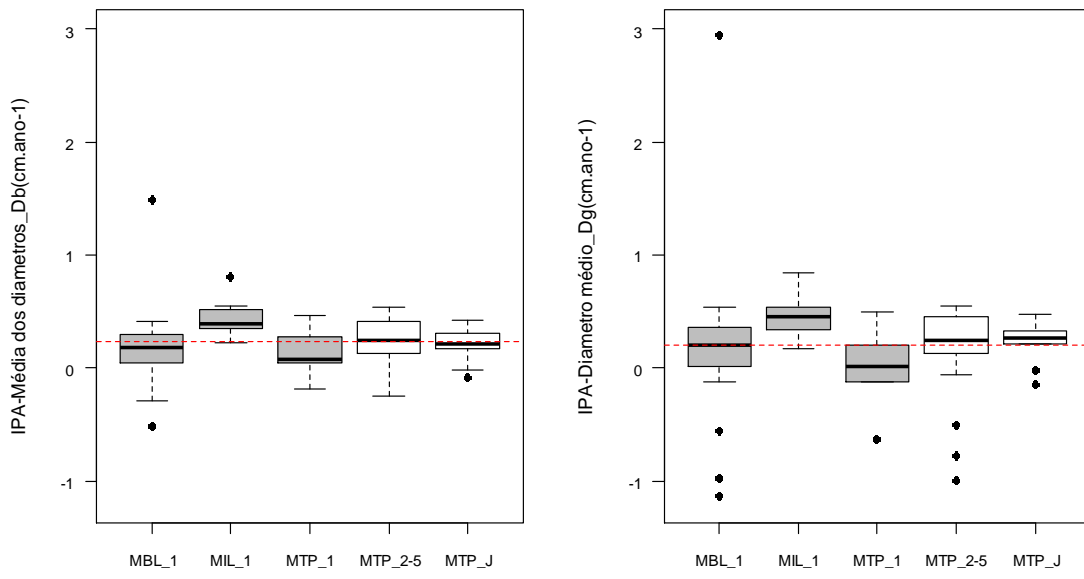 IPA-Média dos diametros_Db(cm.ano-1)
3
2
1
0
-1
MBL_1 MIL_1 MTP_1 MTP_2-5 MTP_J
IPA-Diametro médio_Dg(cm.ano-1)
3
2
1
0
-1
MBL_1 MIL_1 MTP_1 MTP_2-5 MTP_J